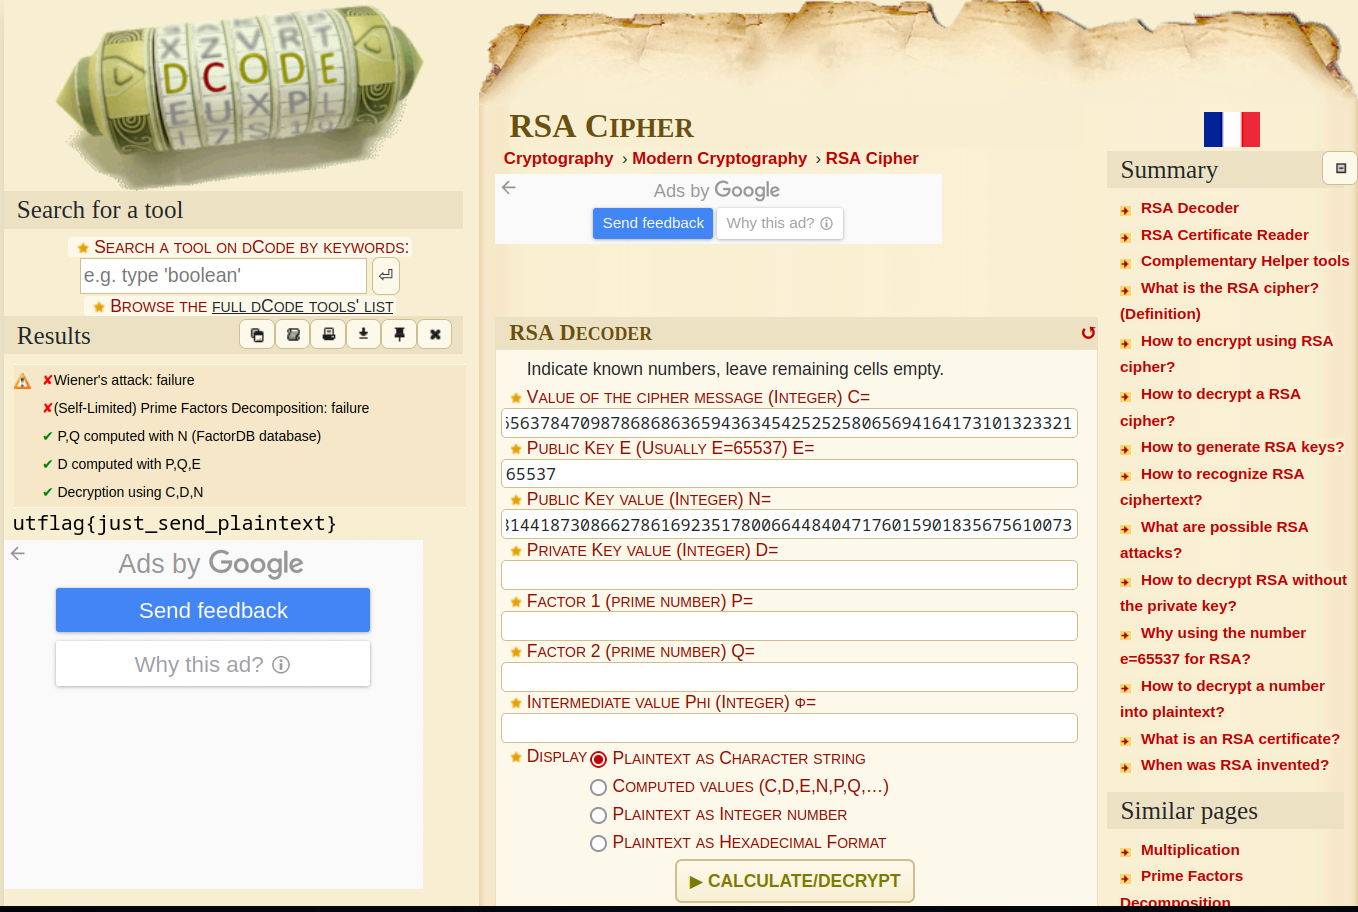 DCODE
Search for a tool
SEARCH A TOOL ON DCODE BY KEYWORDS:
e.g. type 'boolean'
BROWSE THE FULL DCODE TOOLS' LIST
Results
✘Wiener's attack: failure
✘(Self-Limited) Prime Factors Decomposition: failure
✔ P,Q computed with N (FactorDB database)
✔ D computed with P,Q,E
✔ Decryption using C,D,N
utflag{just_send_plaintext}
Ads by Google
Send feedback
Why this ad?
RSA CIPHER
Cryptography › Modern Cryptography › RSA Cipher
Ads by Google
Send feedback
Why this ad?
RSA DECODER
Indicate known numbers, leave remaining cells empty.
VALUE OF THE CIPHER MESSAGE (INTEGER) C=
563784709878686863659436345425252580656941641731013233​21
PUBLIC KEY E (USUALLY E=65537) E=
65537
PUBLIC KEY VALUE (INTEGER) N=
31441873086627861692351780066448404717601590183567561​0073
PRIVATE KEY VALUE (INTEGER) D=
FACTOR 1 (PRIME NUMBER) P=
FACTOR 2 (PRIME NUMBER) Q=
INTERMEDIATE VALUE PHI (INTEGER) Φ=
DISPLAY
PLAINTEXT AS CHARACTER STRING
COMPUTED VALUES (C,D,E,N,P,Q,…)
PLAINTEXT AS INTEGER NUMBER
PLAINTEXT AS HEXADECIMAL FORMAT
▶ CALCULATE/DECRYPT
Summary
RSA Decoder
RSA Certificate Reader
Complementary Helper tools
What is the RSA cipher?
(Definition)
How to encrypt using RSA
cipher?
How to decrypt a RSA
cipher?
How to generate RSA keys?
How to recognize RSA
ciphertext?
What are possible RSA
attacks?
How to decrypt RSA without
the private key?
Why using the number
e=65537 for RSA?
How to decrypt a number
into plaintext?
What is an RSA certificate?
When was RSA invented?
Similar pages
Multiplication
Prime Factors
Decomposition